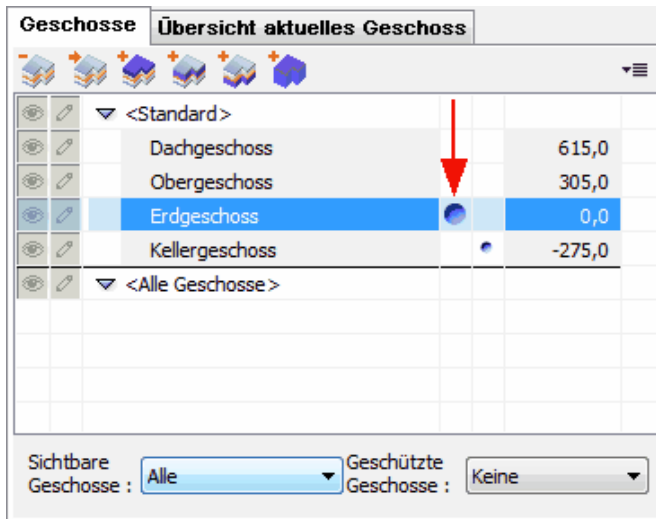 Geschosse Übersicht aktuelles Geschoss
<Standard>
Dachgeschoss 615,0
Obergeschoss 305,0
Erdgeschoss 0,0
Kellergeschoss -275,0
<Alle Geschosse>
Sichtbare Geschosse : Alle Geschützte Geschosse : Keine